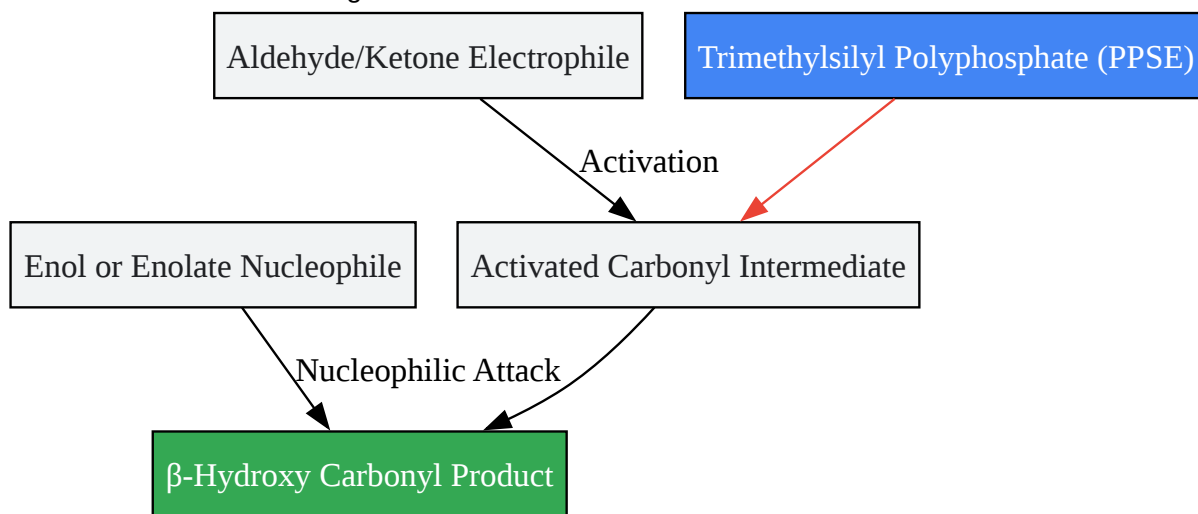 Aldehyde/Ketone Electrophile
Trimethylsilyl Polyphosphate (PPSE)
Activation
Enol or Enolate Nucleophile
Activated Carbonyl Intermediate
Nucleophilic Attack
β-Hydroxy Carbonyl Product